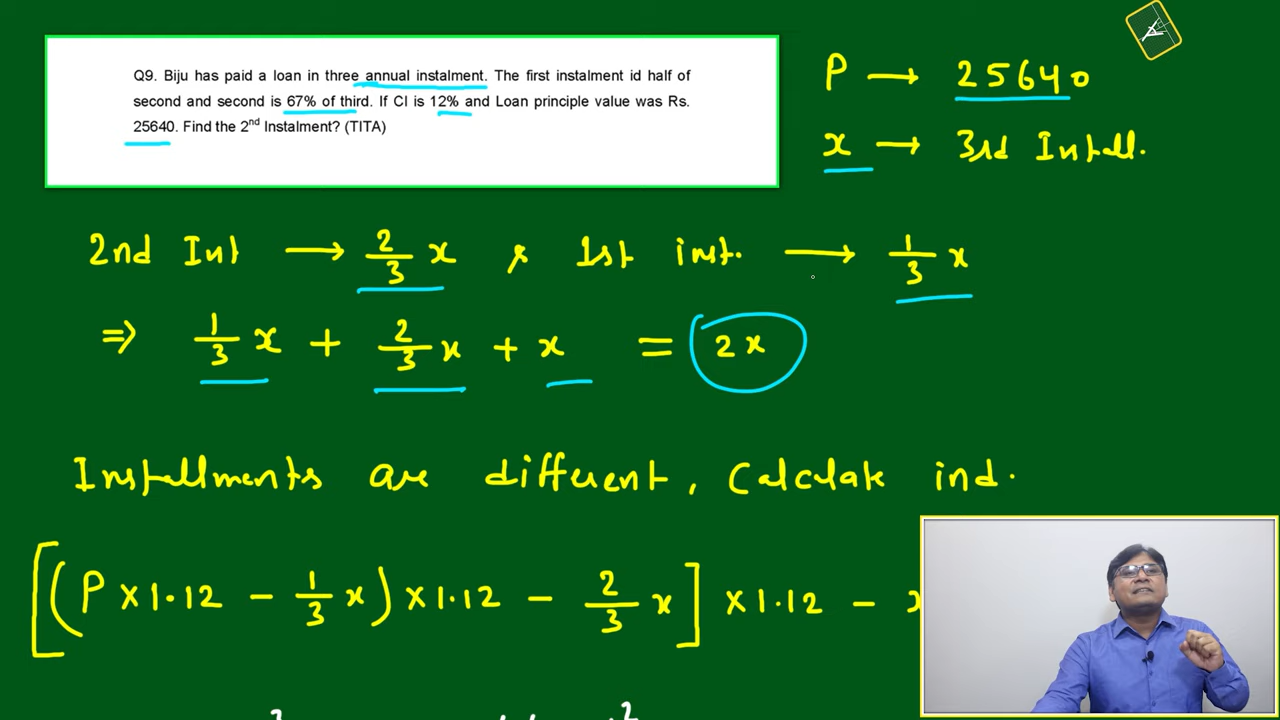 Q9. Biju has paid a loan in three annual instalment. The first instalment id half of
second and second is 67% of third. If CI is 12% and Loan principle value was Rs.
25640. Find the 2nd Instalment? (TITA)
P → 25640
x → 3rd Install.
2nd Int → 2/3 x & 1st inst. → 1/3 x
⇒ 1/3 x + 2/3 x + x = 2x
Installments are different, Calculate ind.
[(P × 1.12 - 1/3 x) × 1.12 - 2/3 x] × 1.12 -